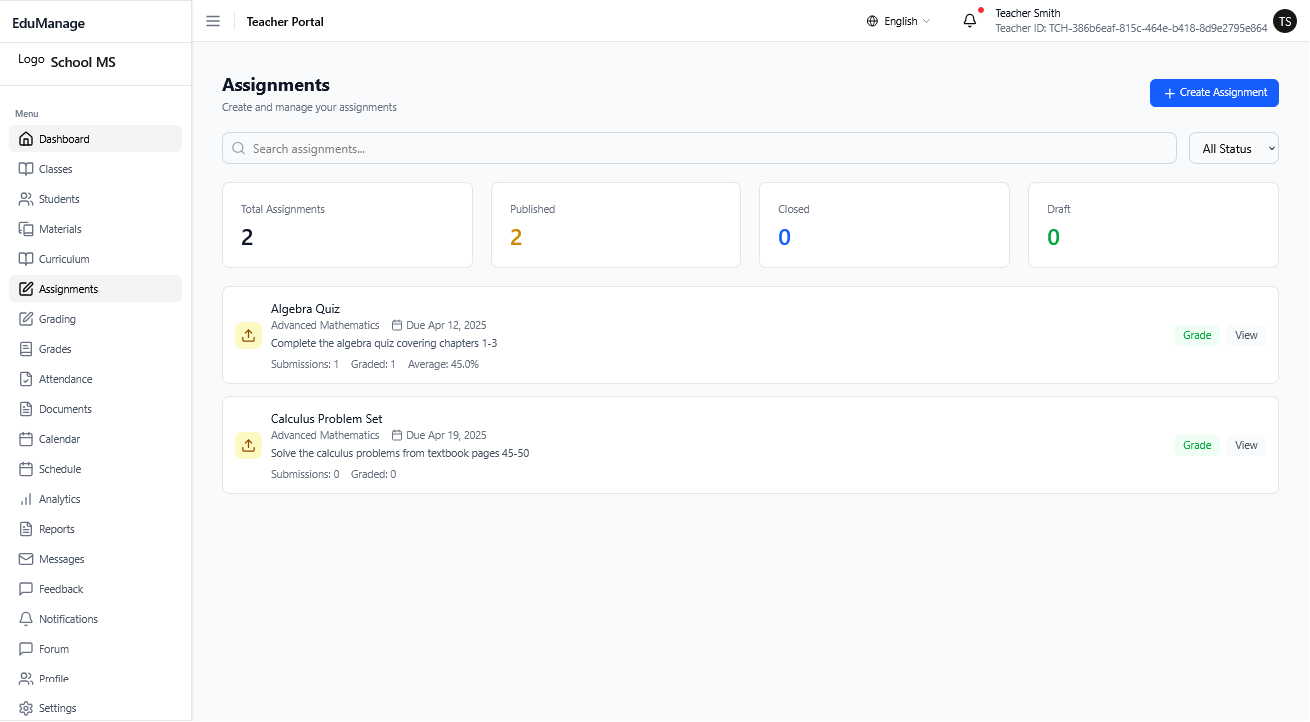 EduManage
Logo School MS
Menu
Dashboard
Classes
Students
Materials
Curriculum
Assignments
Grading
Grades
Attendance
Documents
Calendar
Schedule
Analytics
Reports
Messages
Feedback
Notifications
Forum
Profile
Settings
Teacher Portal
English
Teacher Smith
Teacher ID: TCH-386b6eaf-815c-464e-b418-8d9e2795e864
TS
Assignments
Create and manage your assignments
Create Assignment
Search assignments...
All Status
Total Assignments
2
Published
2
Closed
0
Draft
0
Algebra Quiz
Advanced Mathematics Due Apr 12, 2025
Complete the algebra quiz covering chapters 1-3
Submissions: 1 Graded: 1 Average: 45.0%
Grade View
Calculus Problem Set
Advanced Mathematics Due Apr 19, 2025
Solve the calculus problems from textbook pages 45-50
Submissions: 0 Graded: 0
Grade View